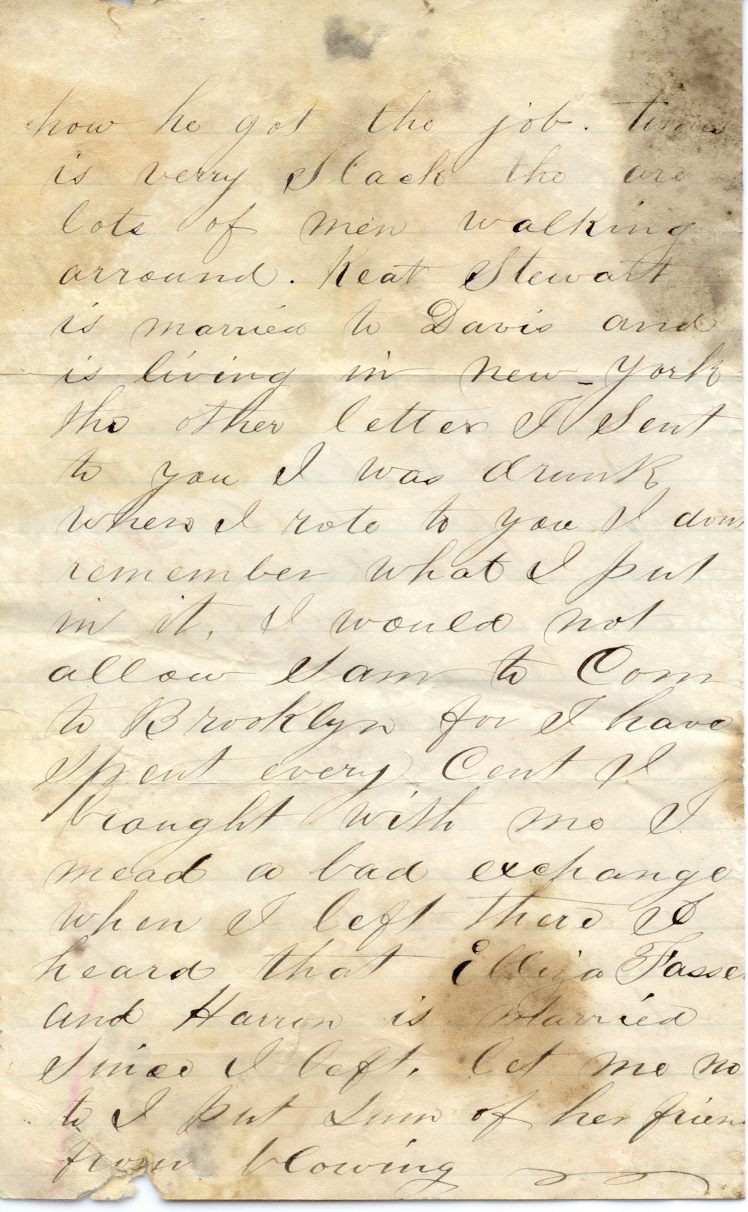 how he got the job. times
is verry Slack the are
lots of men walking
arround. Keat Stewart
is married to Davis and
is living in new-York
the other letter I Sent
to you I was drunk
when I rote to you I dont
remember what I put
in it. I would not
allow Sam to Com
to Brooklyn for I have
Spent every Cent I
braught with me I
mead a bad exchange
when I left there I
heard that Elliza
and Harron is Married
Since I left. let me no
to I put Sum of her frien
from blowing